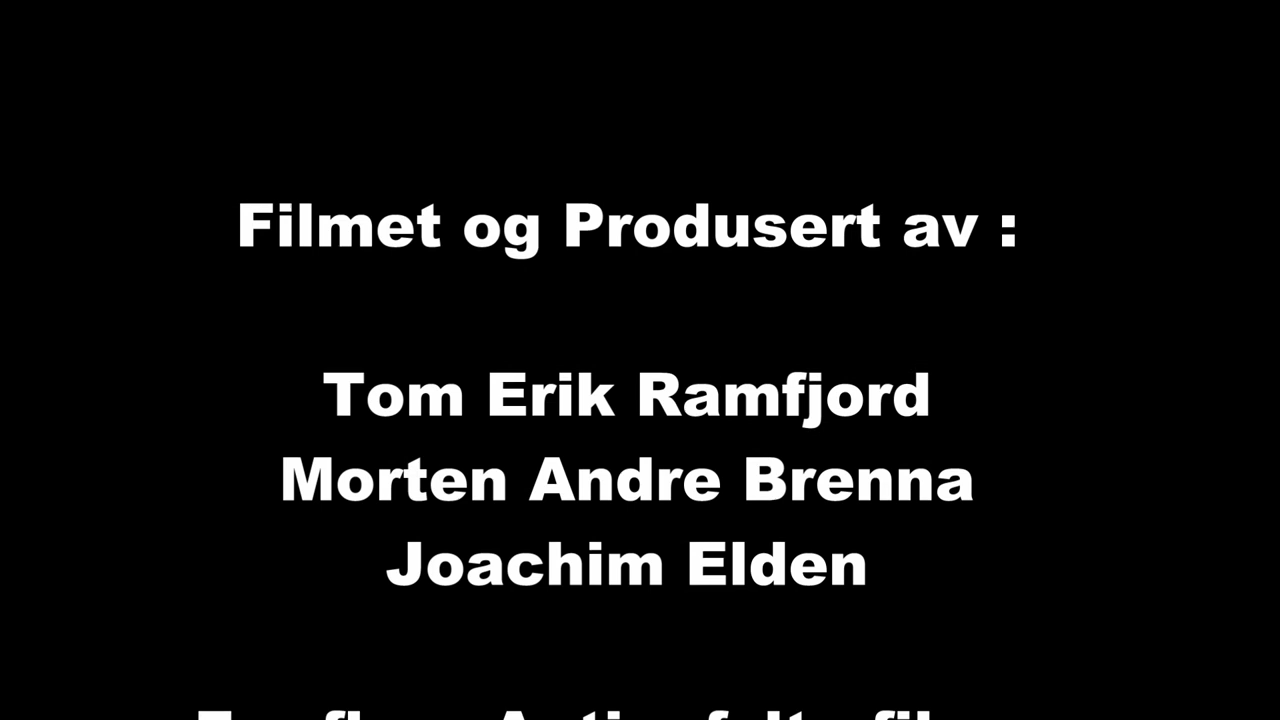 Filmet og Produsert av :
Tom Erik Ramfjord
Morten Andre Brenna
Joachim Elden